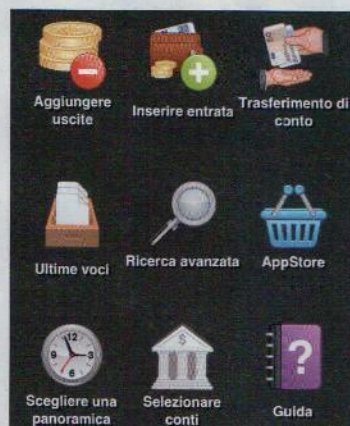 Aggiungere
uscite
Inserire entrata
Trasferimento di
conto
Ultime voci
Ricerca avanzata
AppStore
Scegliere una
panoramica
Selezionare
conti
Guida